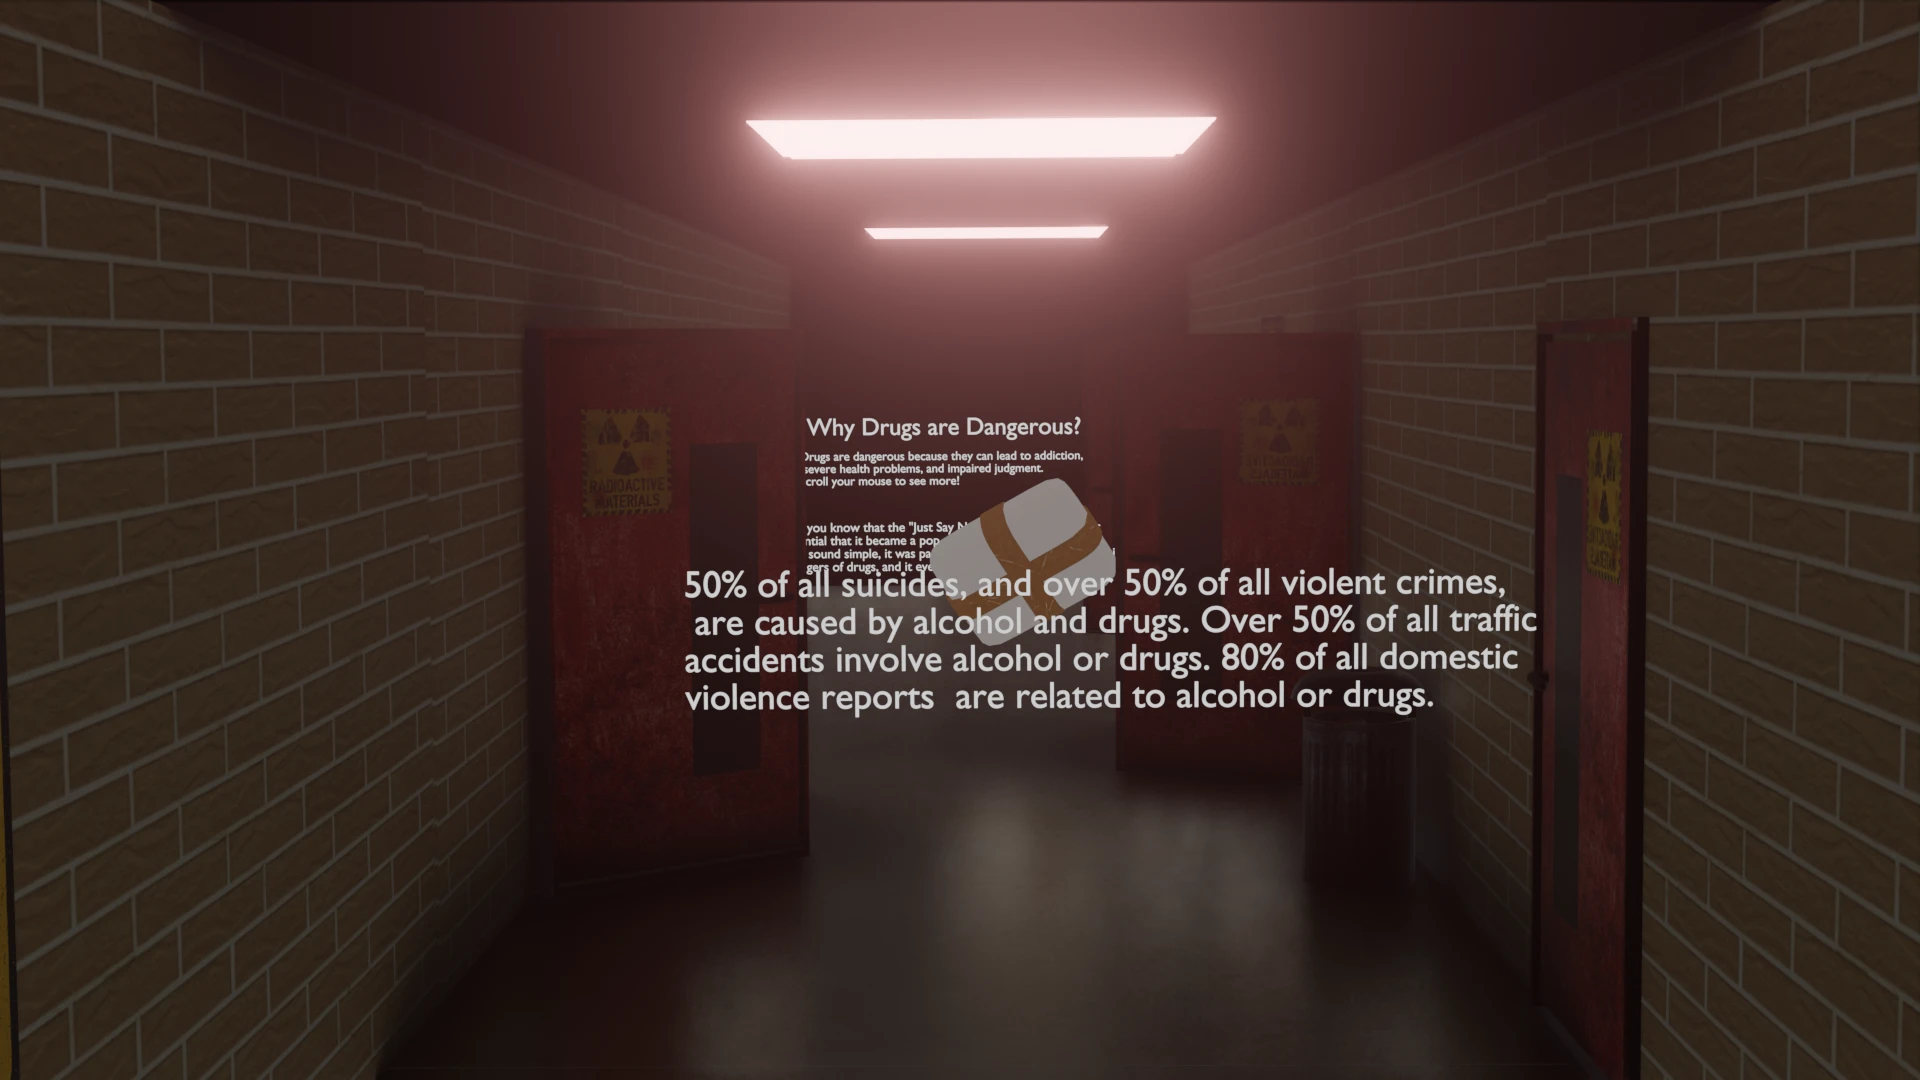 Why Drugs are Dangerous?
Drugs are dangerous because they can lead to addiction,
severe health problems, and impaired judgment.
croll your mouse to see more!
you know that the "Just Say
ntial that it became a pop
sound simple, it was pa
gers of drugs, and it eve
50% of all suicides, and over 50% of all violent crimes,
are caused by alcohol and drugs. Over 50% of all traffic
accidents involve alcohol or drugs. 80% of all domestic
violence reports are related to alcohol or drugs.
RADIOACTIVE
MATERIALS